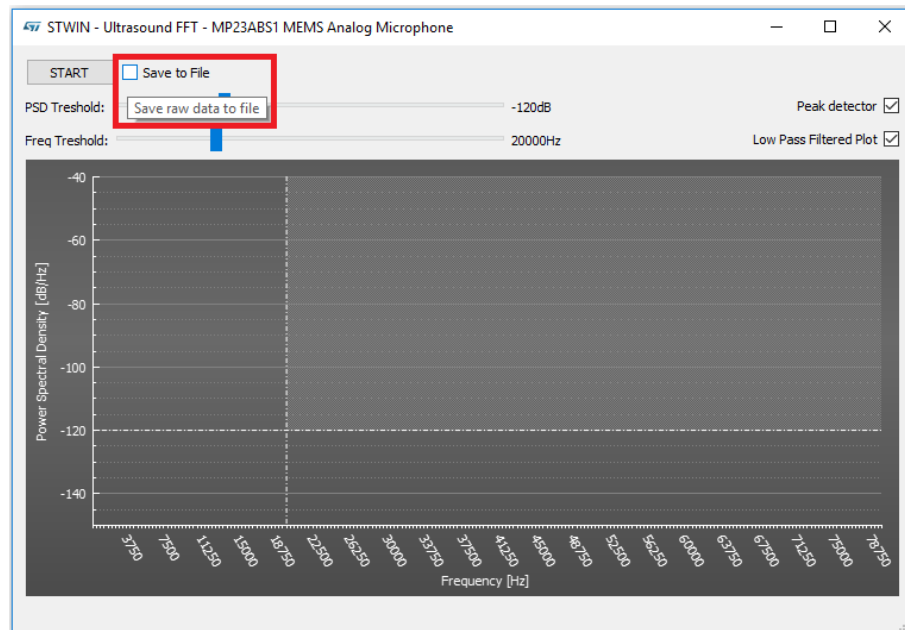 STWIN - Ultrasound FFT - MP23ABS1 MEMS Analog Microphone
START
Save to File
PSD Treshold:
Save raw data to file
-120dB
Peak detector
Freq Treshold:
20000Hz
Low Pass Filtered Plot
-40
-60
-80
-100
-120
-140
Power Spectral Density [dB/Hz]
3750
7500
11250
15000
18750
22500
26250
30000
33750
37500
41250
45000
48750
52500
56250
60000
63750
67500
71250
75000
78750
Frequency [Hz]